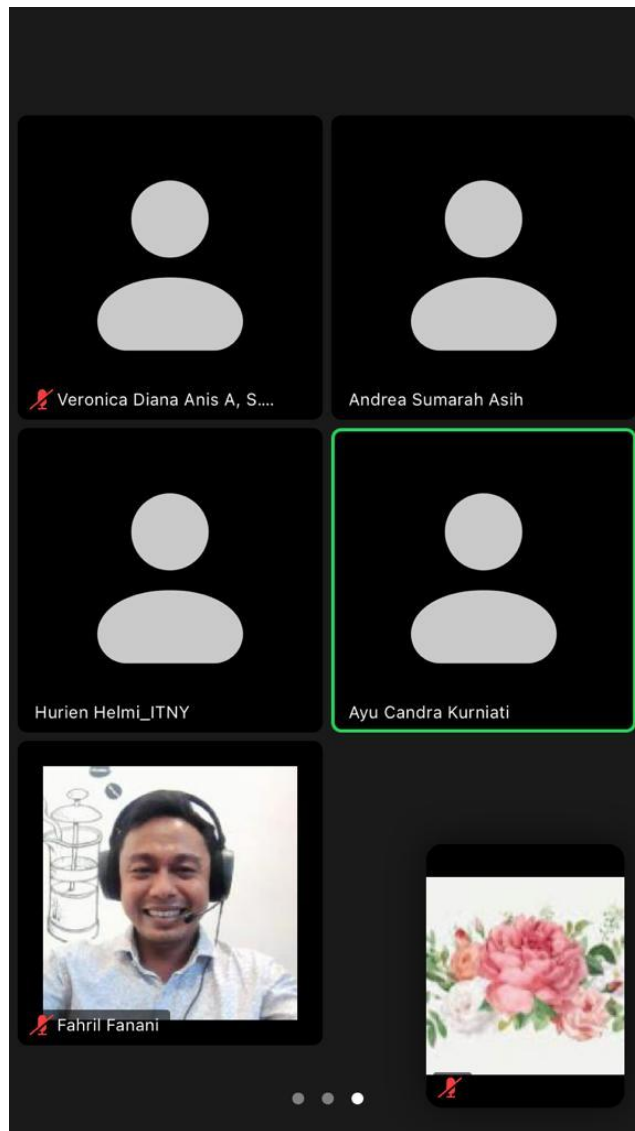 Veronica Diana Anis A, S....
Andrea Sumarah Asih
Hurien Helmi_ITNY
Ayu Candra Kurniati
Fahril Fanani